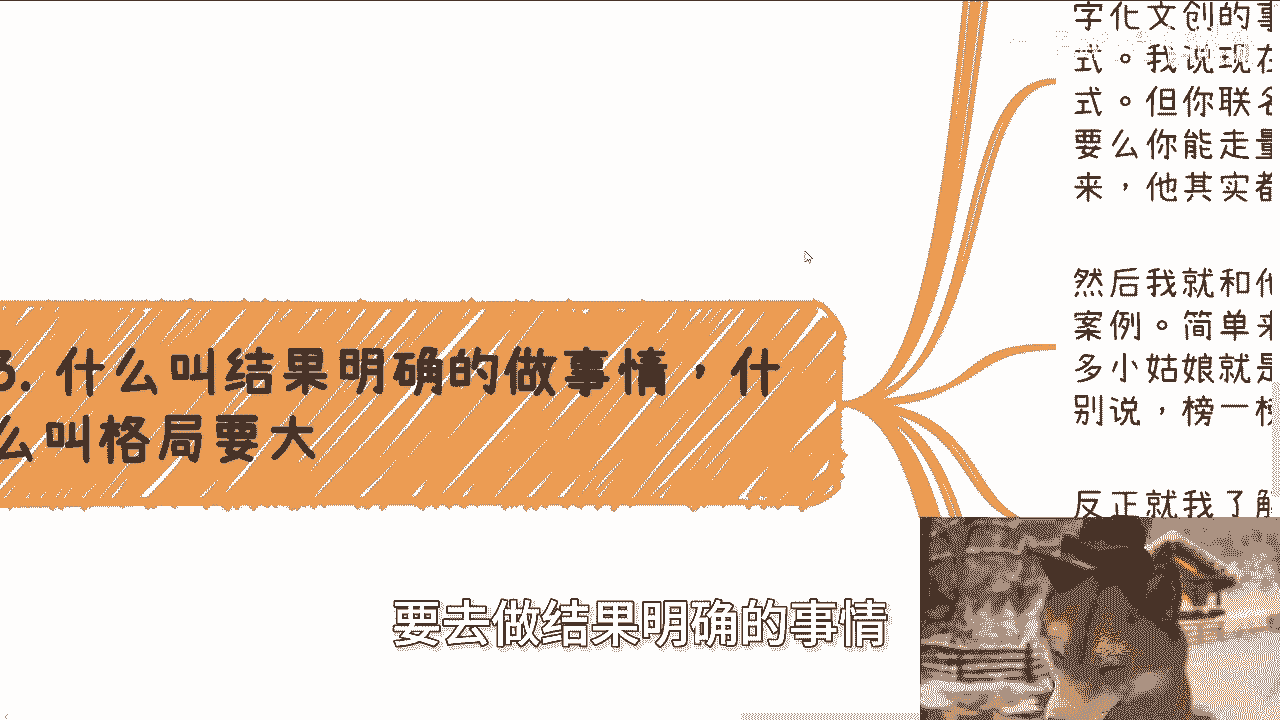 字化文创的事
式。我说现在
式。但你联名
要么你能走量
来，他其实都
然后我就和他
案例。简单来
多小姑娘就是
别说，榜一榜
反正就我了解
3. 什么叫结果明确的做事情，什
么叫格局要大
要去做结果明确的事情